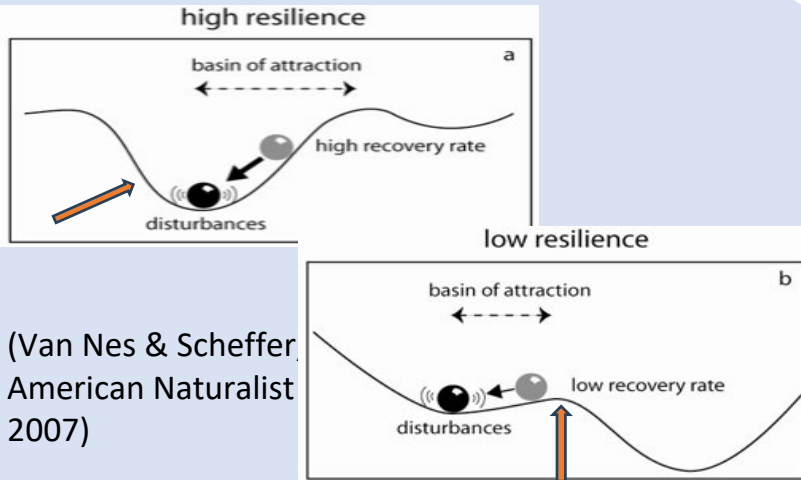 high resilience
a
basin of attraction
high recovery rate
disturbances
low resilience
b
basin of attraction
low recovery rate
disturbances
(Van Nes & Scheffer,
American Naturalist
2007)